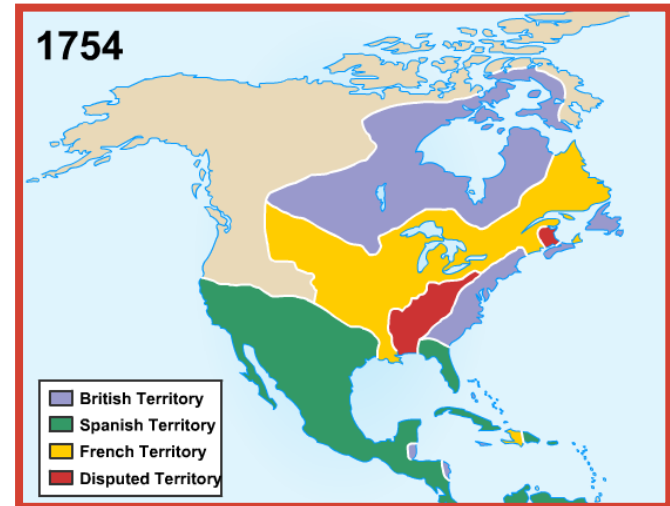 1754
British Territory
Spanish Territory
French Territory
Disputed Territory